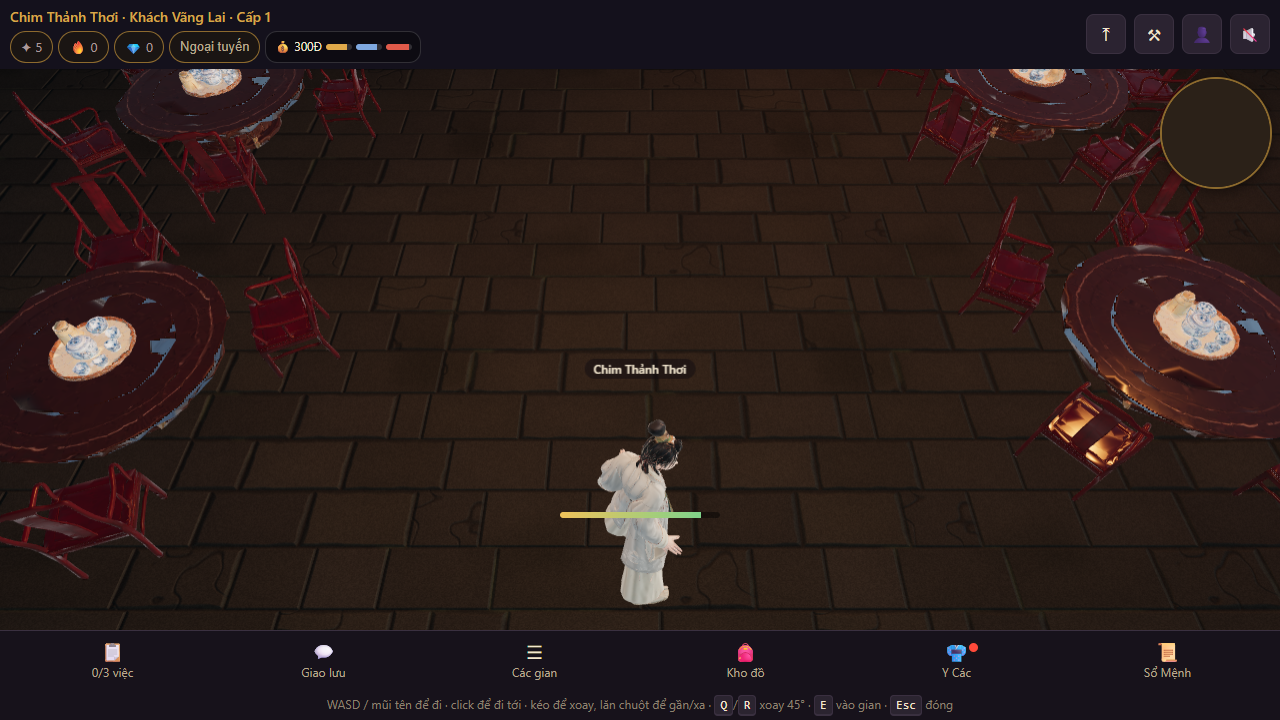 Chim Thảnh Thơi · Khách Vãng Lai · Cấp 1
5 0 0 Ngoại tuyến 300Đ
Chim Thảnh Thơi
0/3 việc Giao lưu Các gian Kho đồ Y Các Sổ Mệnh
WASD / mũi tên để đi · click để đi tới · kéo để xoay, lăn chuột để gần/xa · Q / R xoay 45° · E vào gian · Esc đóng